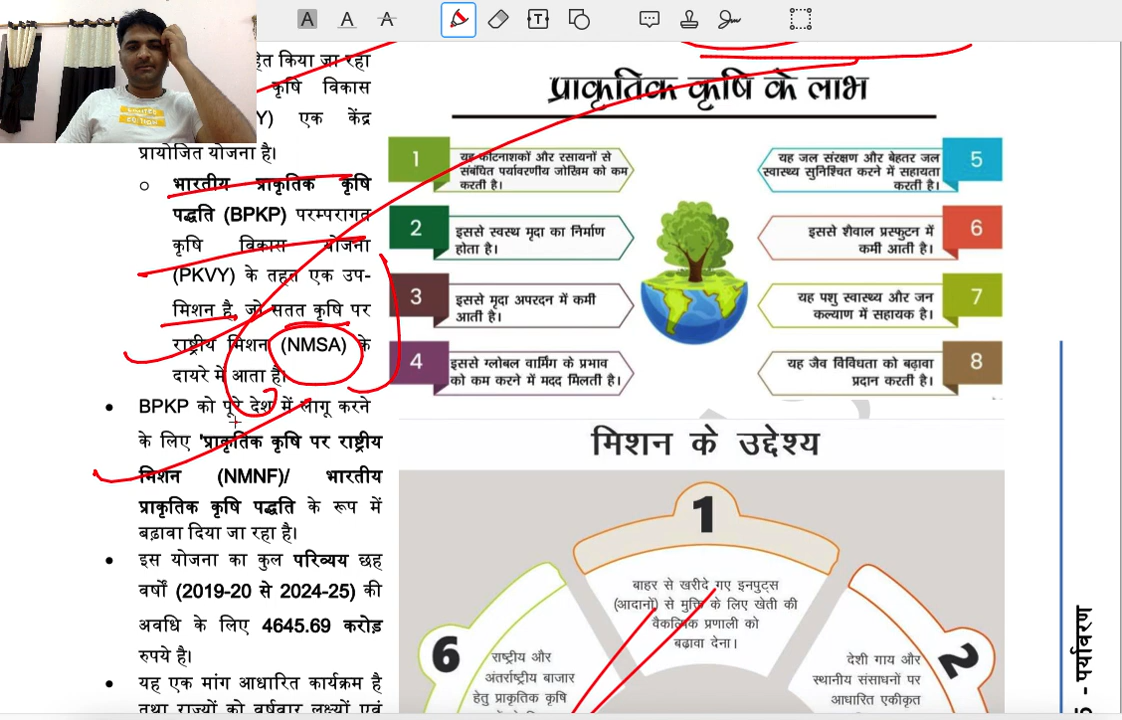 हित किया जा रहा
कृषि विकास
Y) एक केंद्र
प्रायोजित योजना है।
भारतीय प्राकृतिक कृषि
पद्धति (BPKP) परम्परागत
कृषि विकास योजना
(PKVY) के तहत एक उप-
मिशन है, जो सतत कृषि पर
राष्ट्रीय मिशन (NMSA) के
दायरे में आता है।
BPKP को पूरे देश में लागू करने
के लिए 'प्राकृतिक कृषि पर राष्ट्रीय
मिशन (NMNF)/ भारतीय
प्राकृतिक कृषि पद्धति के रूप में
बढ़ावा दिया जा रहा है।
इस योजना का कुल परिव्यय छह
वर्षों (2019-20 से 2024-25) की
अवधि के लिए 4645.69 करोड़
रुपये है।
यह एक मांग आधारित कार्यक्रम है
तथा राज्यों को वर्षवार लक्ष्यों एवं
प्राकृतिक कृषि के लाभ
1
यह कीटनाशकों और रसायनों से
संबंधित पर्यावरणीय जोखिम को कम
करती है।
2
इससे स्वस्थ मृदा का निर्माण
होता है।
3
इससे मृदा अपरदन में कमी
आती है।
4
इससे ग्लोबल वार्मिंग के प्रभाव
को कम करने में मदद मिलती है।
5
यह जल संरक्षण और बेहतर जल
स्वास्थ्य सुनिश्चित करने में सहायता
करती है।
6
इससे शैवाल प्रस्फुटन में
कमी आती है।
7
यह पशु स्वास्थ्य और जन
कल्याण में सहायक है।
8
यह जैव विविधता को बढ़ावा
प्रदान करती है।
मिशन के उद्देश्य
1
बाहर से खरीदे गए इनपुट्स
(आदानों) से मुक्ति के लिए खेती की
वैकल्पिक प्रणाली को
बढ़ावा देना।
6
राष्ट्रीय और
अंतर्राष्ट्रीय बाजार
हेतु प्राकृतिक कृषि
2
देशी गाय और
स्थानीय संसाधनों पर
आधारित एकीकृत
5 - पर्यावरण